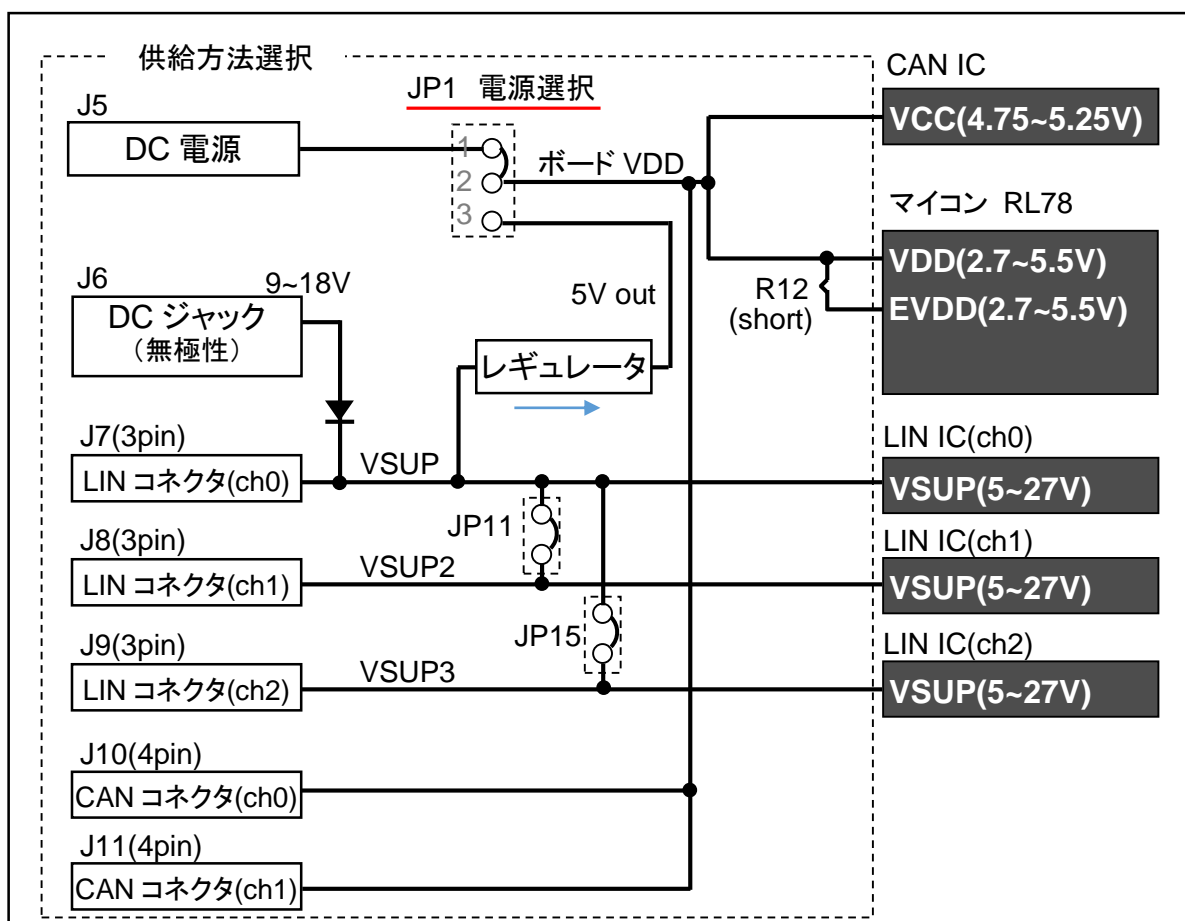 供給方法選択
JP1 電源選択
J5
DC 電源
1
2
3
ボード VDD
CAN IC
VCC(4.75~5.25V)
マイコン RL78
VDD(2.7~5.5V)
EVDD(2.7~5.5V)
R12
(short)
J6
9~18V
DC ジャック
(無極性)
5V out
レギュレータ
J7(3pin)
LIN コネクタ(ch0)
VSUP
LIN IC(ch0)
VSUP(5~27V)
JP11
J8(3pin)
LIN コネクタ(ch1)
VSUP2
LIN IC(ch1)
VSUP(5~27V)
JP15
J9(3pin)
LIN コネクタ(ch2)
VSUP3
LIN IC(ch2)
VSUP(5~27V)
J10(4pin)
CAN コネクタ(ch0)
J11(4pin)
CAN コネクタ(ch1)